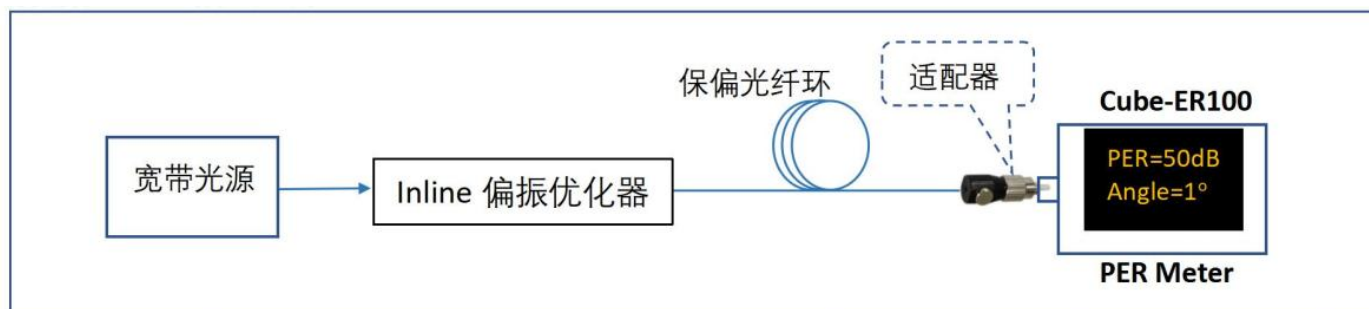 宽带光源
Inline 偏振优化器
保偏光纤环
适配器
Cube-ER100
PER=50dB
Angle=1°
PER Meter